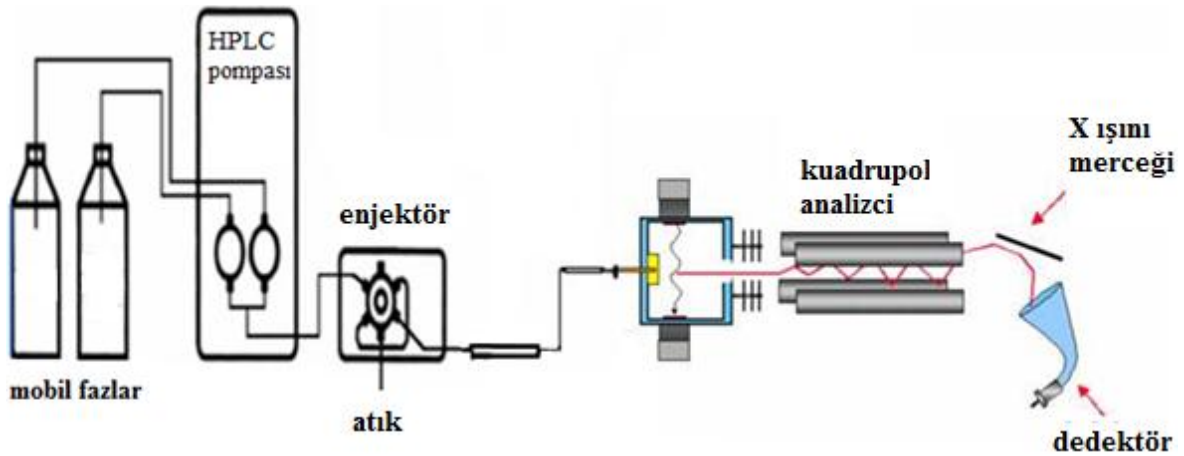 HPLC
pompası
X ışını
merceği
kuadrupol
analizci
enjektör
mobil fazlar
atık
dedektör